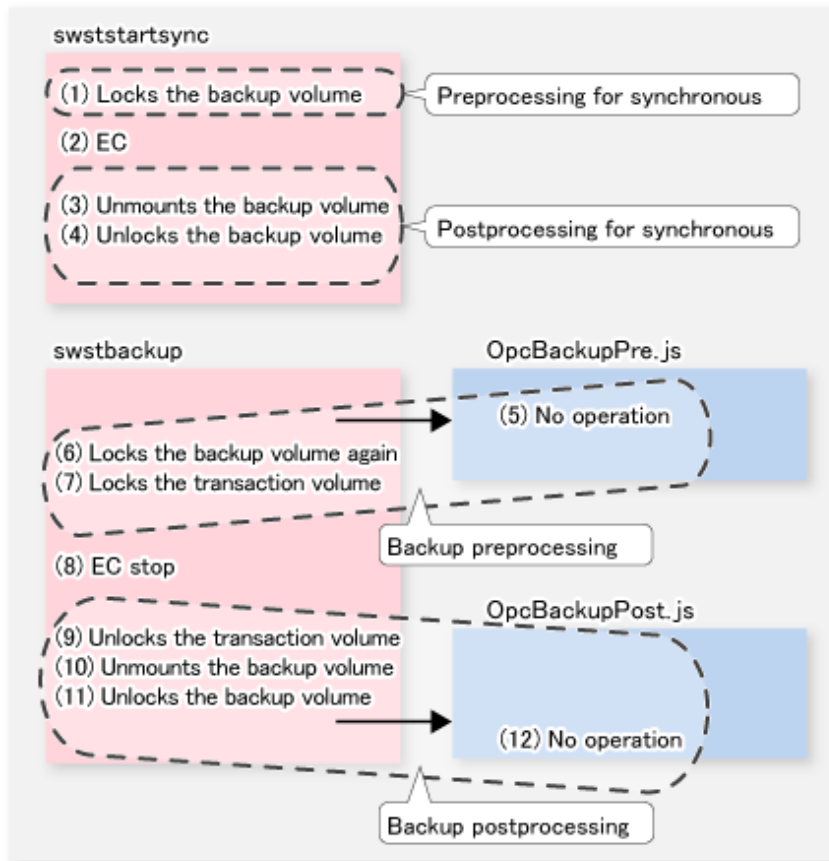 swststartsync
(1) Locks the backup volume
Preprocessing for synchronous
(2) EC
(3) Unmounts the backup volume
(4) Unlocks the backup volume
Postprocessing for synchronous
swstbackup
OpcBackupPre.js
(5) No operation
(6) Locks the backup volume again
(7) Locks the transaction volume
Backup preprocessing
(8) EC stop
OpcBackupPost.js
(9) Unlocks the transaction volume
(10) Unmounts the backup volume
(11) Unlocks the backup volume
(12) No operation
Backup postprocessing